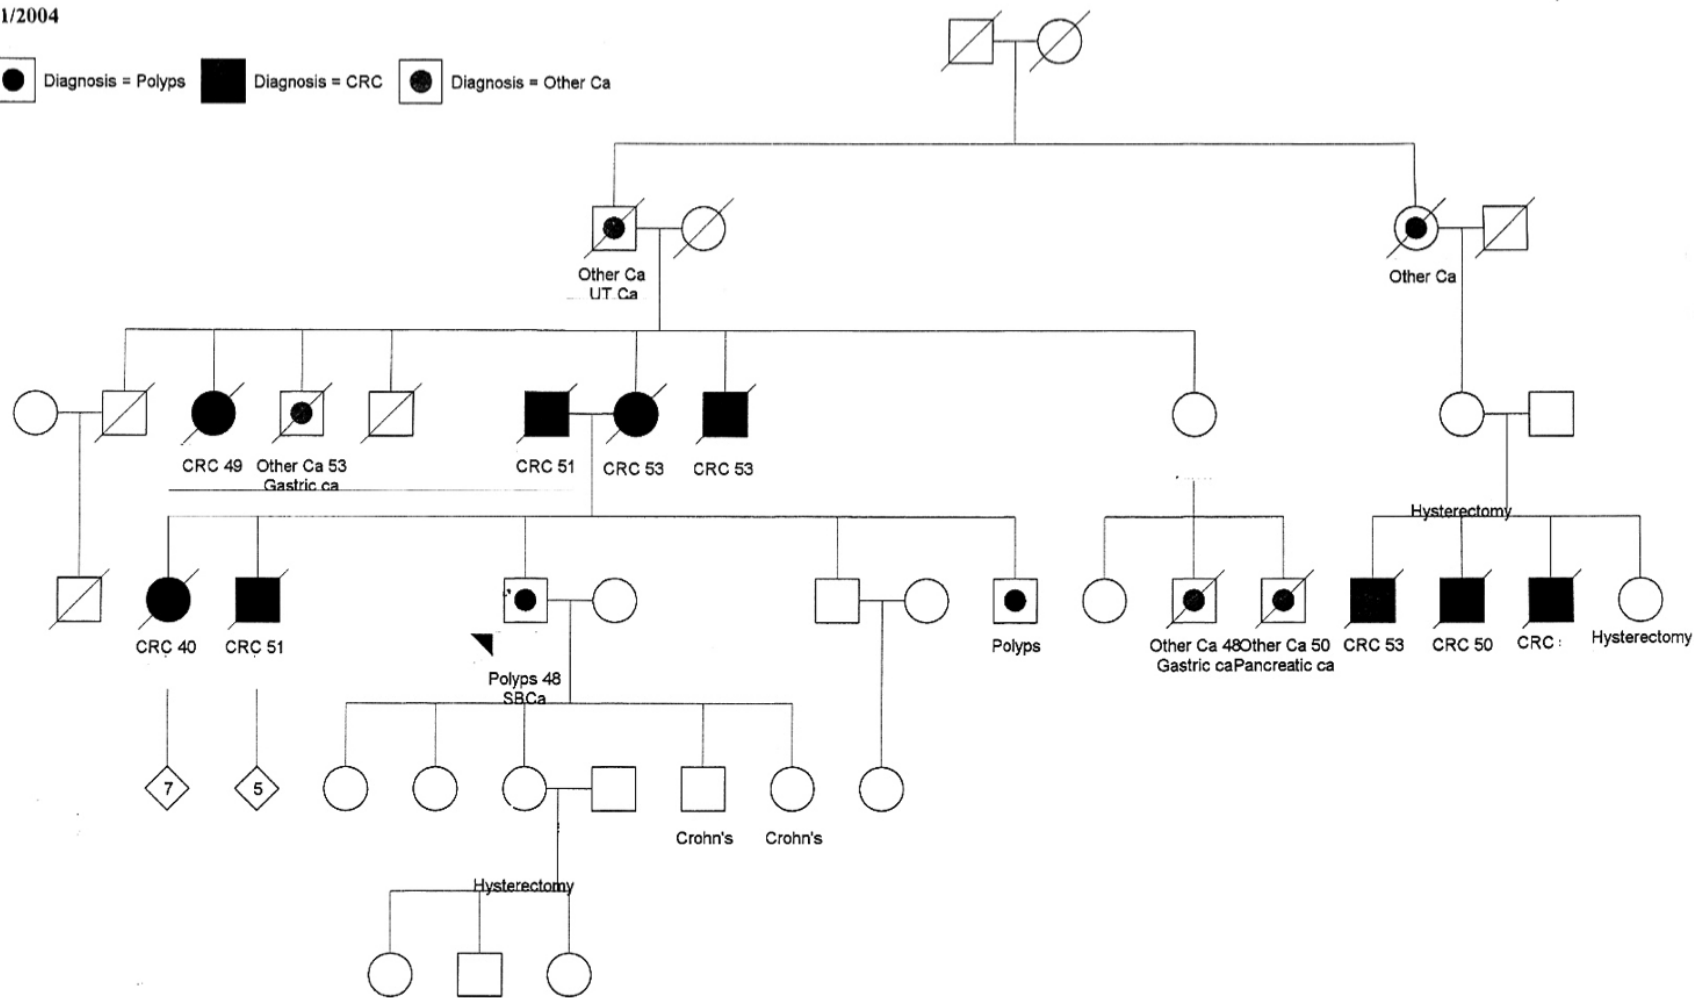 1/2004
Diagnosis = Polyps
Diagnosis = CRC
Diagnosis = Other Ca
Other Ca
UT Ca
Other Ca
CRC 49
Other Ca 53
Gastric ca
CRC 51
CRC 53
CRC 53
Hysterectomy
CRC 40
CRC 51
Polyps 48
SBCa
Polyps
Other Ca 48
Gastric ca
Other Ca 50
Pancreatic ca
CRC 53
CRC 50
CRC :
Hysterectomy
7
5
Crohn's
Crohn's
Hysterectomy